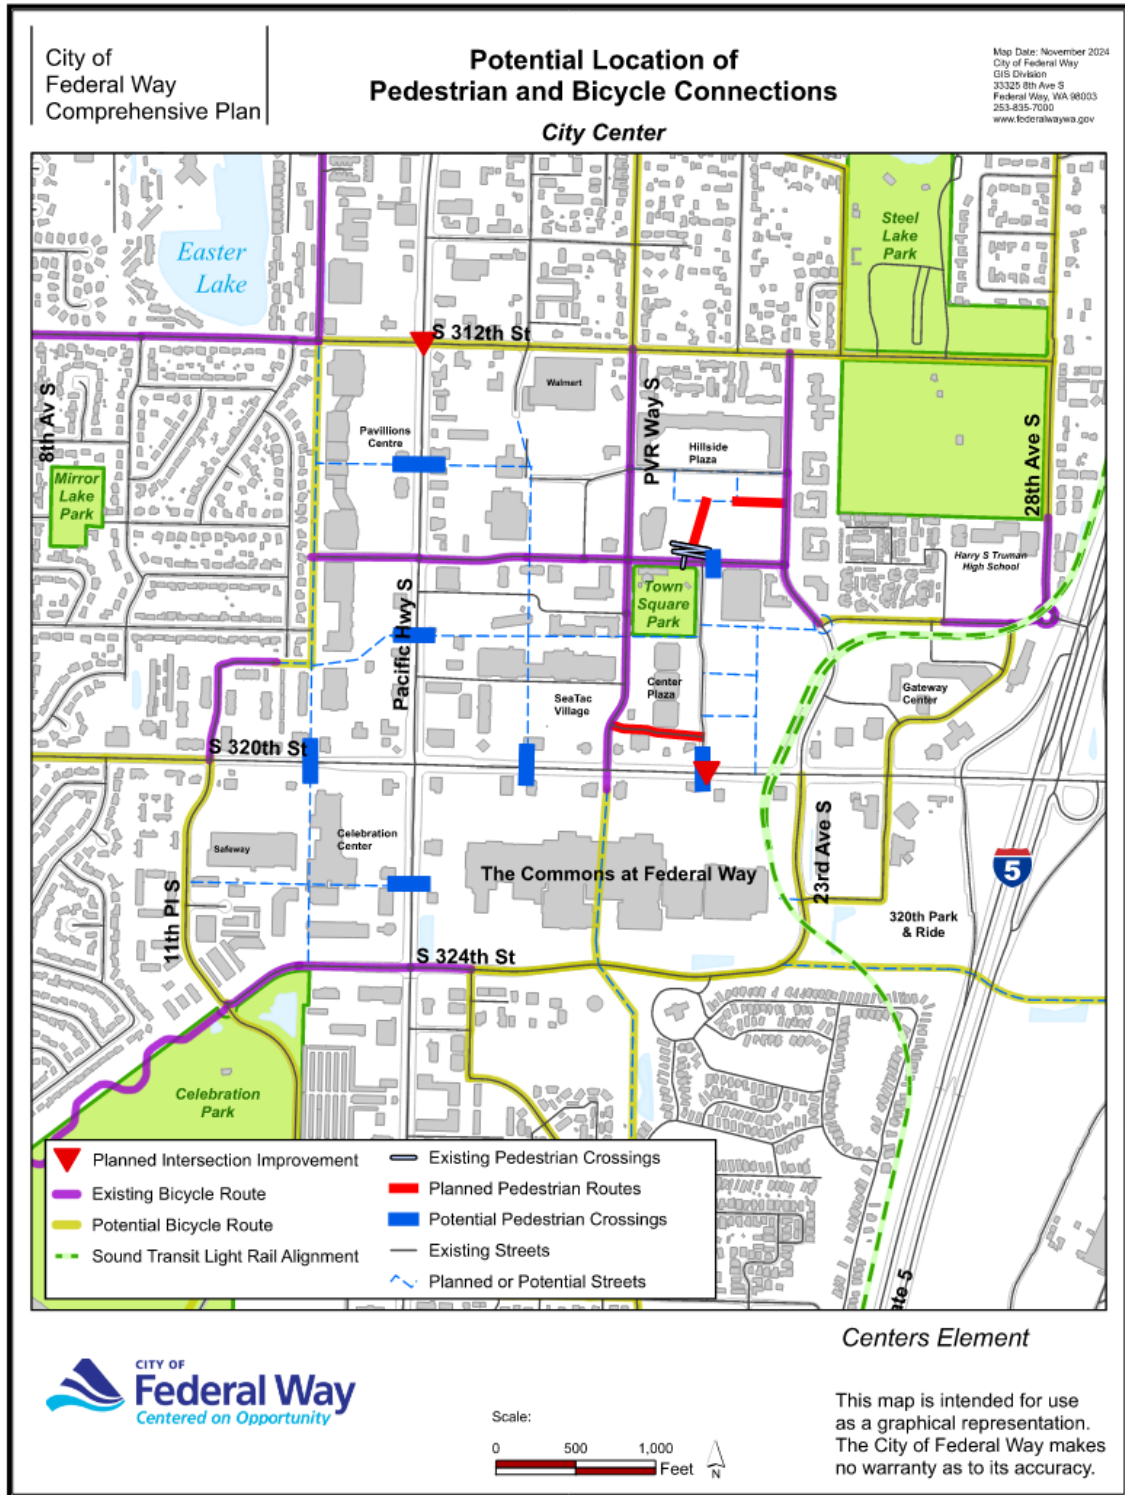 City of
Federal Way
Comprehensive Plan
Potential Location of
Pedestrian and Bicycle Connections
City Center
Map Date: November 2024
City of Federal Way
GIS Division
33325 8th Ave S
Federal Way, WA 98003
253-835-7000
www.federalwaywa.gov
Easter
Lake
Steel
Lake
Park
S 312th St
Walmart
8th Av S
Pavillions
Centre
PVR Way S
Hillside
Plaza
28th Ave S
Mirror
Lake
Park
Harry S Truman
High School
Town
Square
Park
Pacific Hwy S
Center
Plaza
SeaTac
Village
Gateway
Center
S 320th St
Safeway
Celebration
Center
The Commons at Federal Way
23rd Ave S
5
11th Pl S
320th Park
& Ride
S 324th St
Celebration
Park
ate 5
Planned Intersection Improvement
Existing Bicycle Route
Potential Bicycle Route
Sound Transit Light Rail Alignment
Existing Pedestrian Crossings
Planned Pedestrian Routes
Potential Pedestrian Crossings
Existing Streets
Planned or Potential Streets
Centers Element
CITY OF
Federal Way
Centered on Opportunity
Scale:
0 500 1,000
Feet
N
This map is intended for use
as a graphical representation.
The City of Federal Way makes
no warranty as to its accuracy.